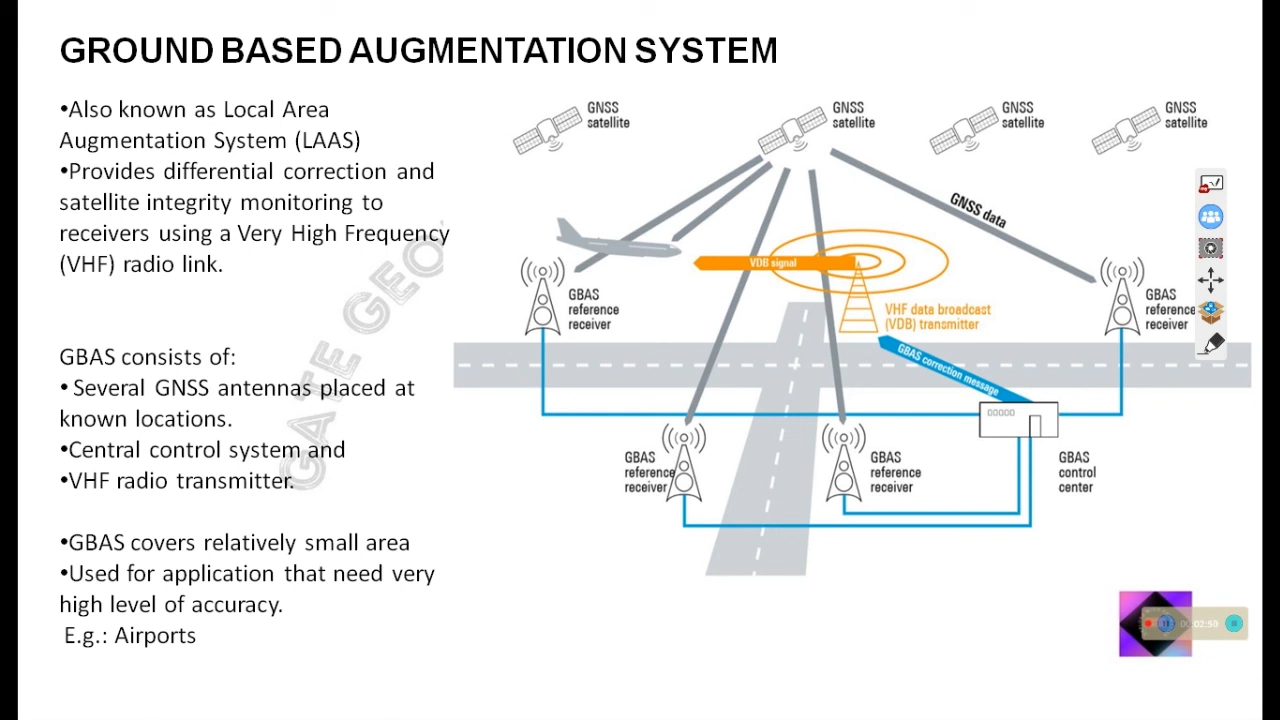 GROUND BASED AUGMENTATION SYSTEM
•Also known as Local Area
Augmentation System (LAAS)
•Provides differential correction and
satellite integrity monitoring to
receivers using a Very High Frequency
(VHF) radio link.
GBAS consists of:
• Several GNSS antennas placed at
known locations.
•Central control system and
•VHF radio transmitter.
•GBAS covers relatively small area
•Used for application that need very
high level of accuracy.
E.g.: Airports
GATE GEO
GNSS
satellite
GNSS
satellite
GNSS
satellite
GNSS
satellite
GNSS data
VDB signal
GBAS
reference
receiver
VHF data broadcast
(VDB) transmitter
GBAS
reference
receiver
GBAS correction message
GBAS
reference
receiver
GBAS
reference
receiver
GBAS
control
center
00:02:50